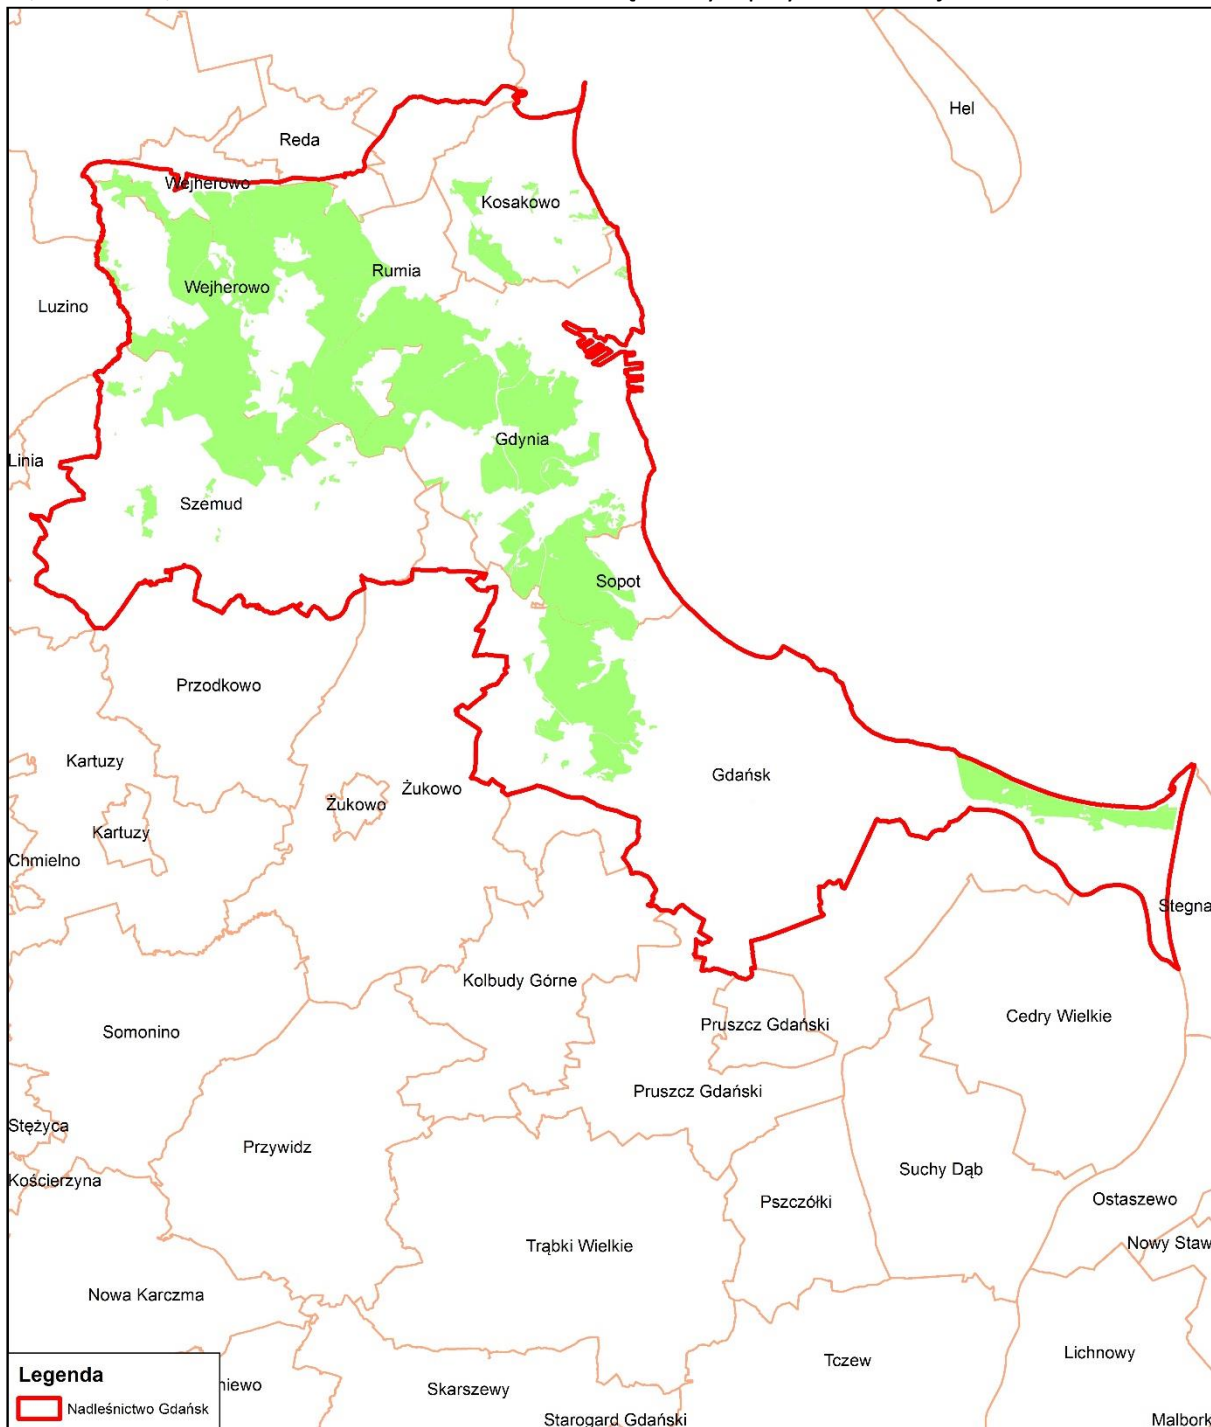 Hel
Reda
Wejherowo
Kosakowo
Rumia
Wejherowo
Luzino
Gdynia
Linia
Szemud
Sopot
Przodkowo
Kartuzy
Gdańsk
Żukowo
Żukowo
Kartuzy
Chmielno
Stegna
Kolbudy Górne
Cedry Wielkie
Pruszcz Gdański
Somonino
Pruszcz Gdański
Stężyca
Przywidz
Suchy Dąb
Kościerzyna
Ostaszewo
Pszczółki
Nowy Staw
Trąbki Wielkie
Nowa Karczma
Lichnowy
Tczew
Legenda
niewo
Skarszewy
Nadleśnictwo Gdańsk
Starogard Gdański
Malbork